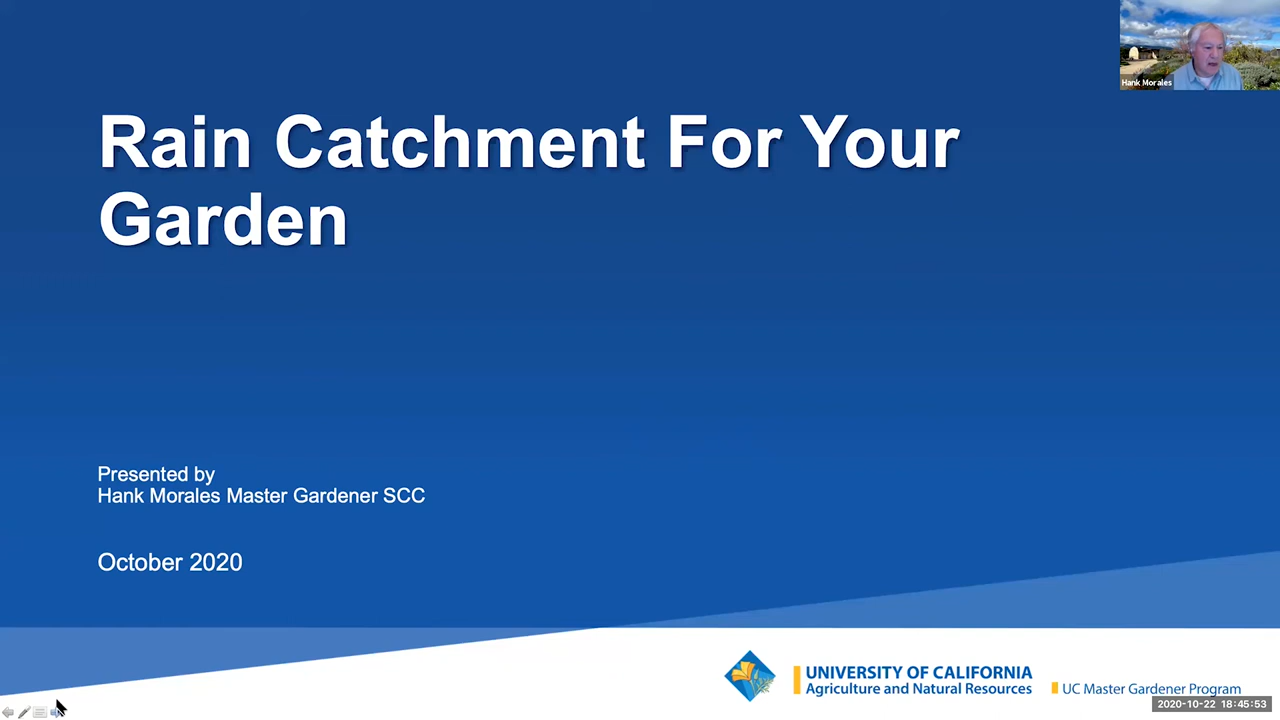 Hank Morales
Rain Catchment For Your
Garden
Presented by
Hank Morales Master Gardener SCC
October 2020
UNIVERSITY OF CALIFORNIA
Agriculture and Natural Resources
UC Master Gardener Program
2020-10-22 18:45:53